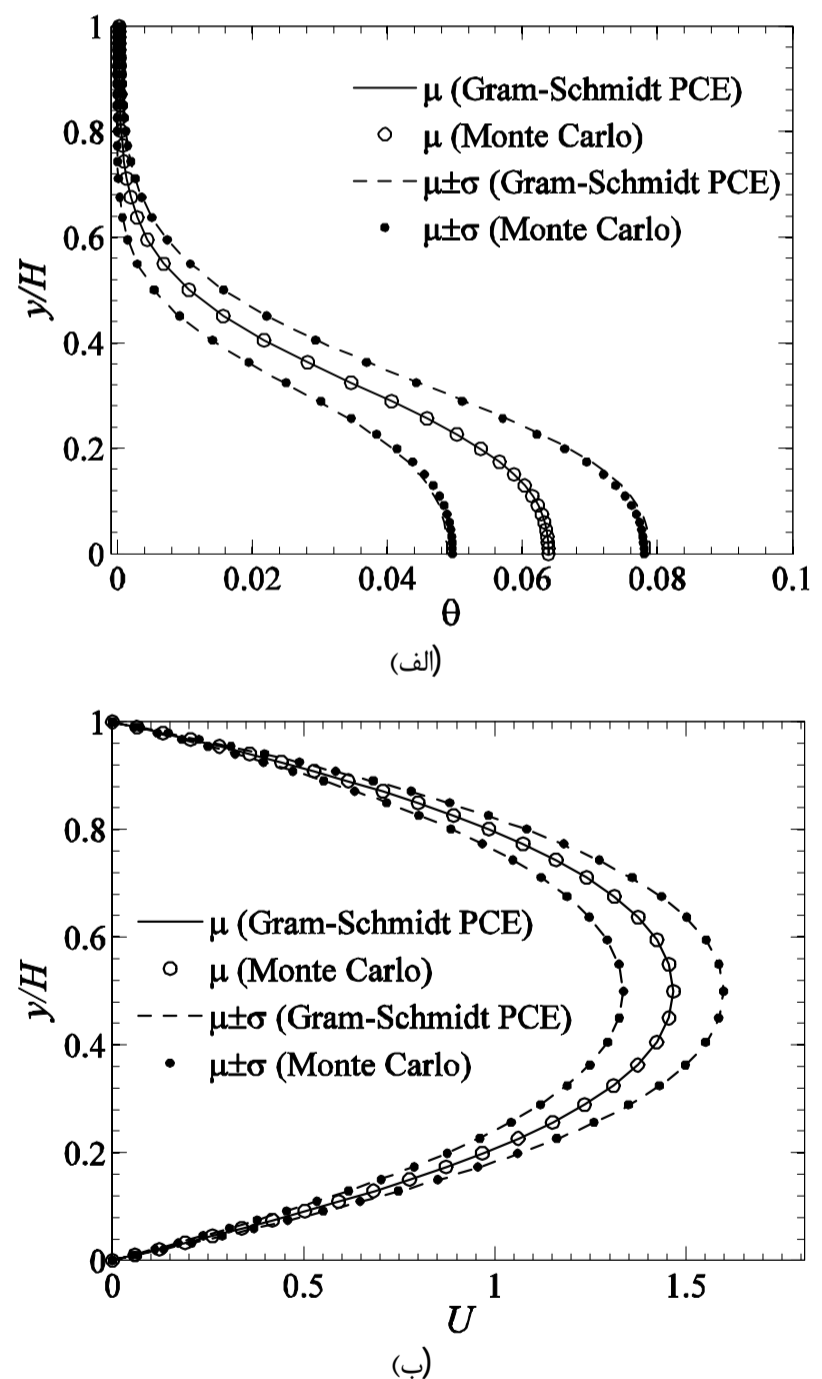 1
0.8
0.6
0.4
0.2
0
y/H
μ (Gram-Schmidt PCE)
μ (Monte Carlo)
μ±σ (Gram-Schmidt PCE)
μ±σ (Monte Carlo)
0 0.02 0.04 0.06 0.08 0.1
θ
(الف)
1
0.8
0.6
0.4
0.2
0
y/H
μ (Gram-Schmidt PCE)
μ (Monte Carlo)
μ±σ (Gram-Schmidt PCE)
μ±σ (Monte Carlo)
0 0.5 1 1.5
U
(ب)